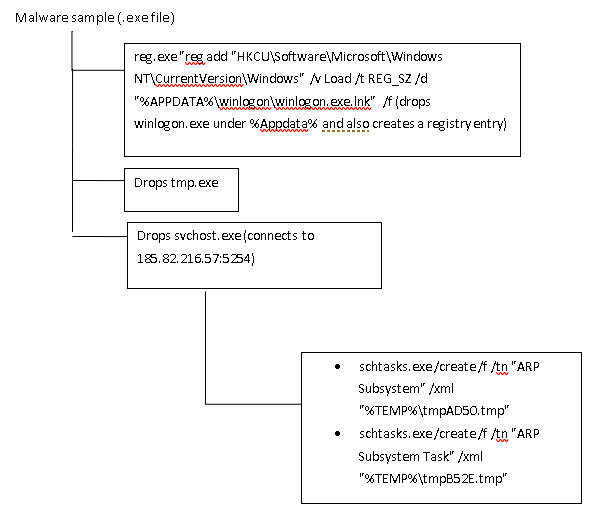 Malware sample (.exe file)
reg.exe "reg add "HKCU\Software\Microsoft\Windows
NT\CurrentVersion\Windows" /v Load /t REG_SZ /d
"%APPDATA%\winlogon\winlogon.exe.lnk" /f (drops
winlogon.exe under %Appdata% and also creates a registry entry)
Drops tmp.exe
Drops svchost.exe (connects to
185.82.216.57:5254)
• schtasks.exe /create /f /tn "ARP
Subsystem" /xml
"%TEMP%\tmpAD50.tmp"
• schtasks.exe /create /f /tn "ARP
Subsystem Task" /xml
"%TEMP%\tmpB52E.tmp"